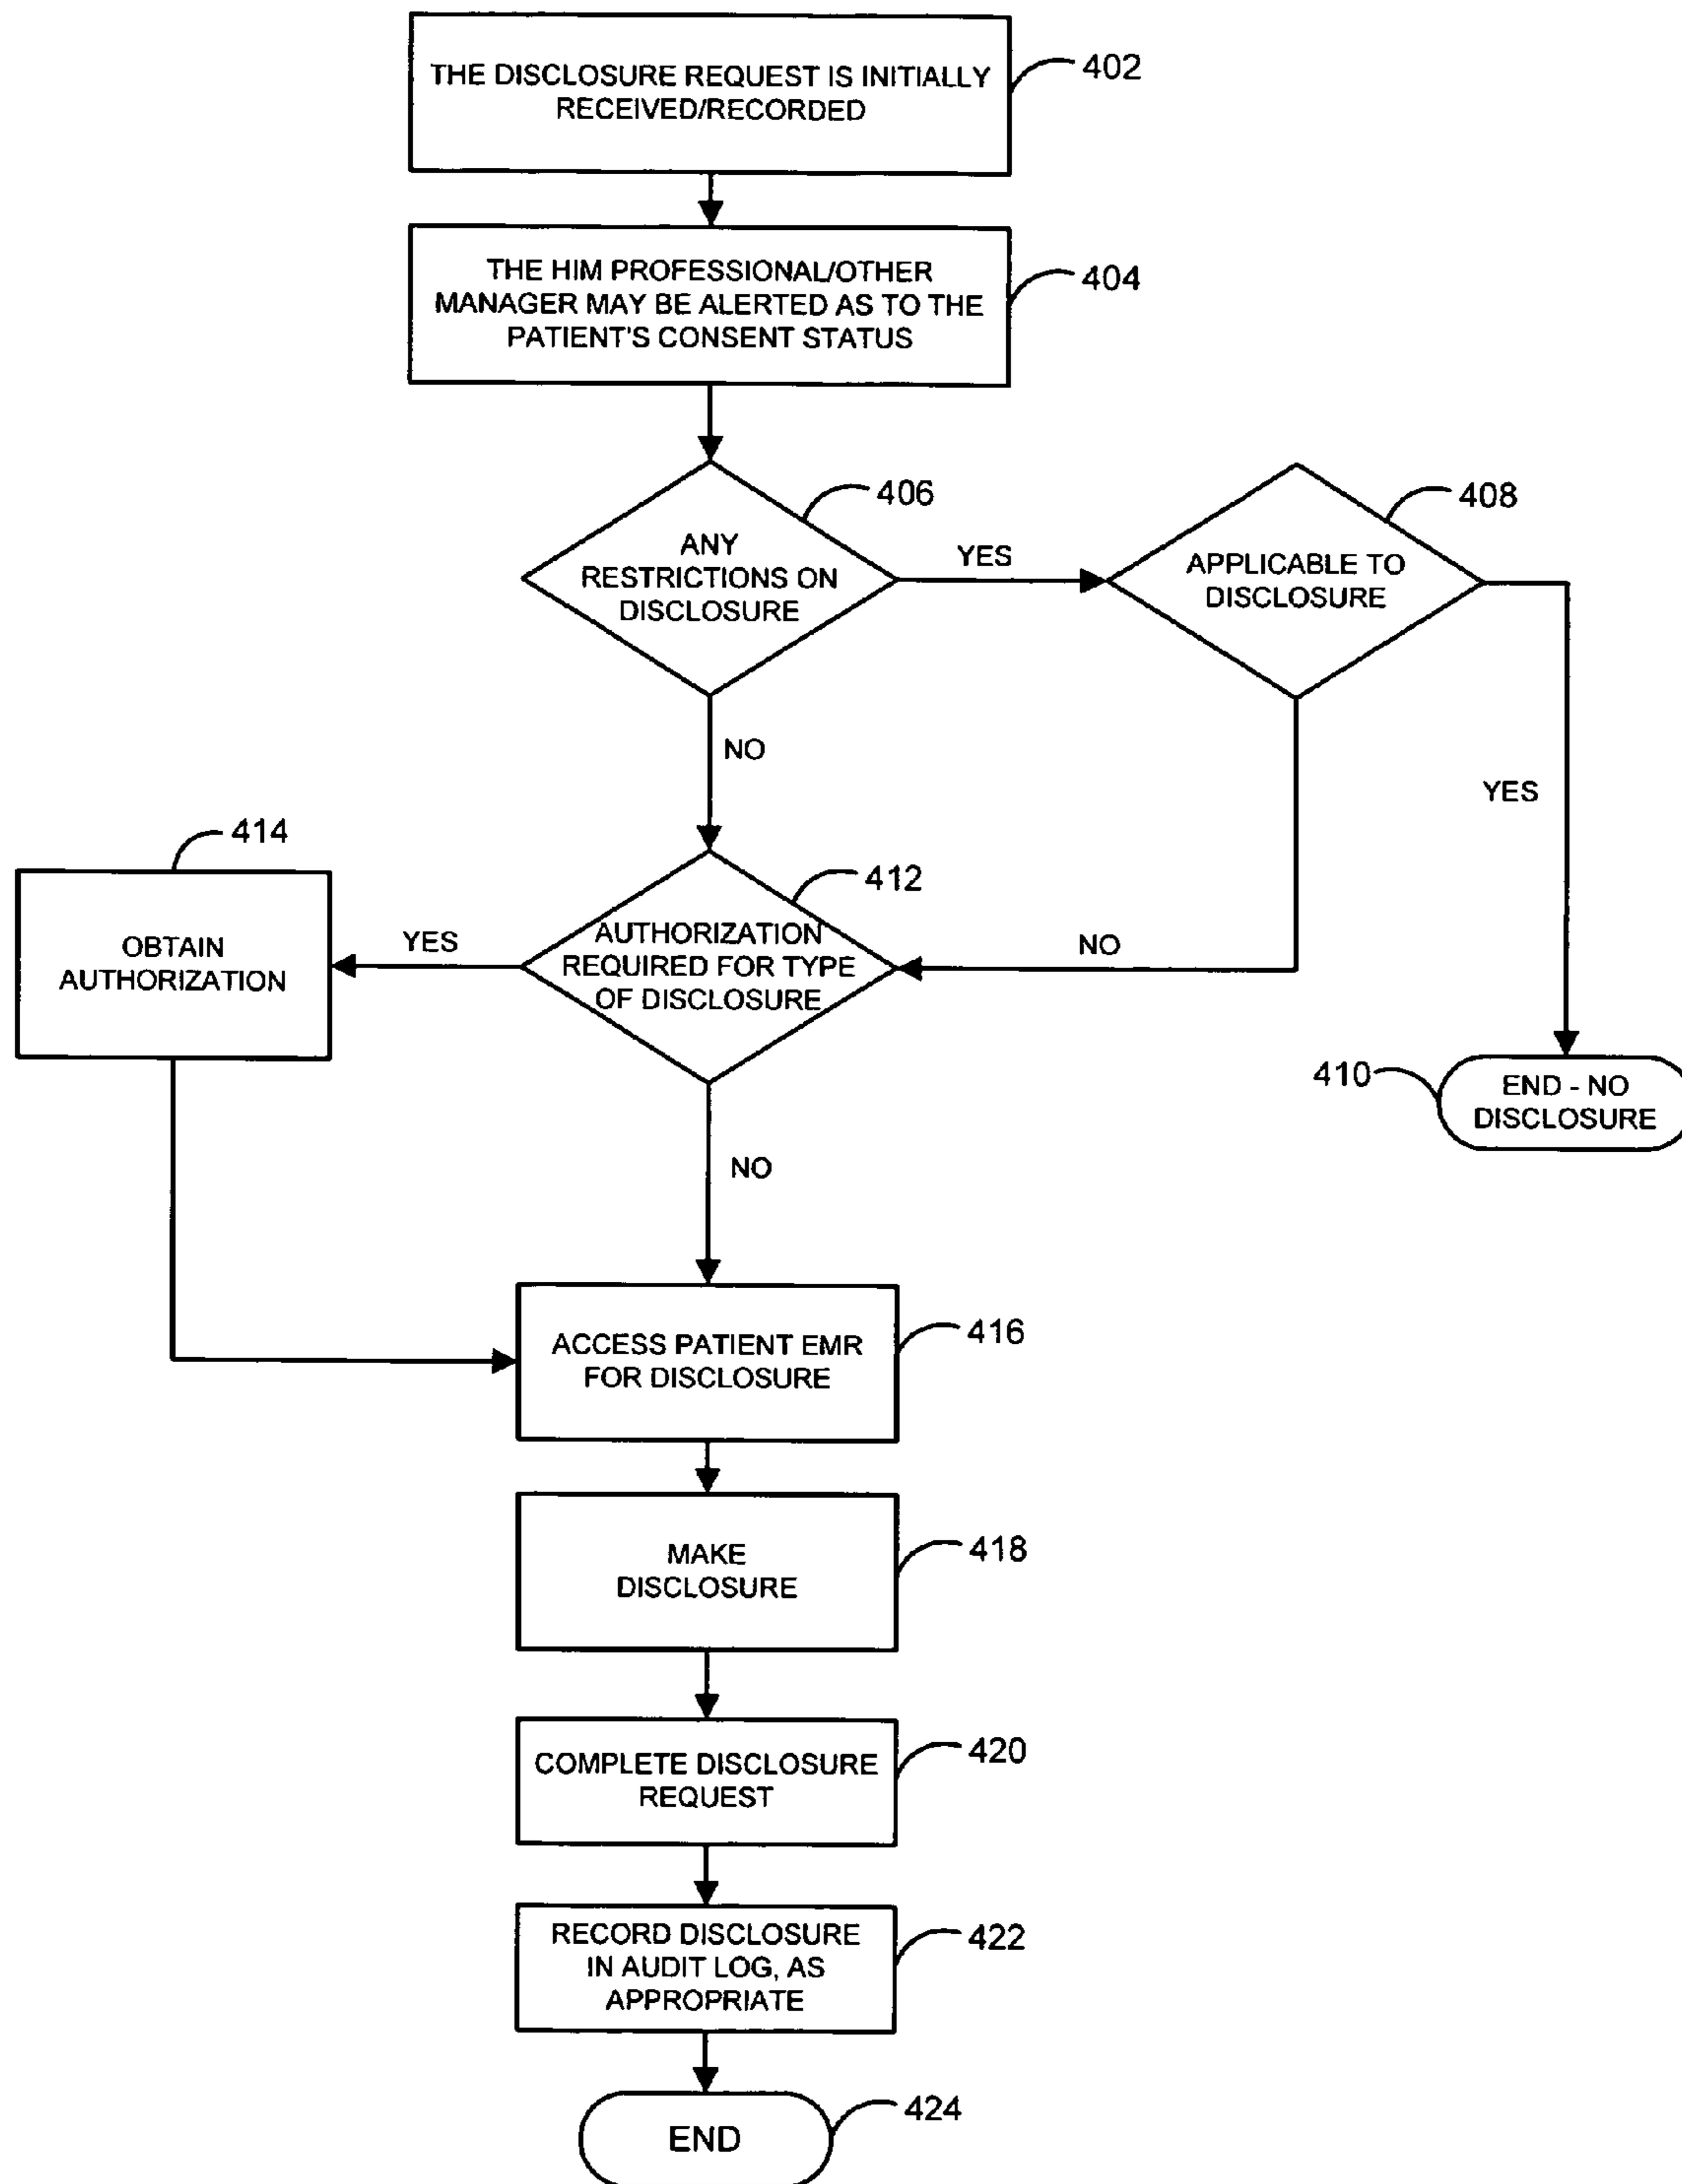 THE DISCLOSURE REQUEST IS INITIALLY
RECEIVED/RECORDED
402
THE HIM PROFESSIONAL/OTHER
MANAGER MAY BE ALERTED AS TO THE
PATIENT'S CONSENT STATUS
404
ANY
RESTRICTIONS ON
DISCLOSURE
406
YES
APPLICABLE TO
DISCLOSURE
408
NO
YES
414
OBTAIN
AUTHORIZATION
YES
AUTHORIZATION
REQUIRED FOR TYPE
OF DISCLOSURE
412
NO
410
END - NO
DISCLOSURE
NO
ACCESS PATIENT EMR
FOR DISCLOSURE
416
MAKE
DISCLOSURE
418
COMPLETE DISCLOSURE
REQUEST
420
RECORD DISCLOSURE
IN AUDIT LOG, AS
APPROPRIATE
422
END
424